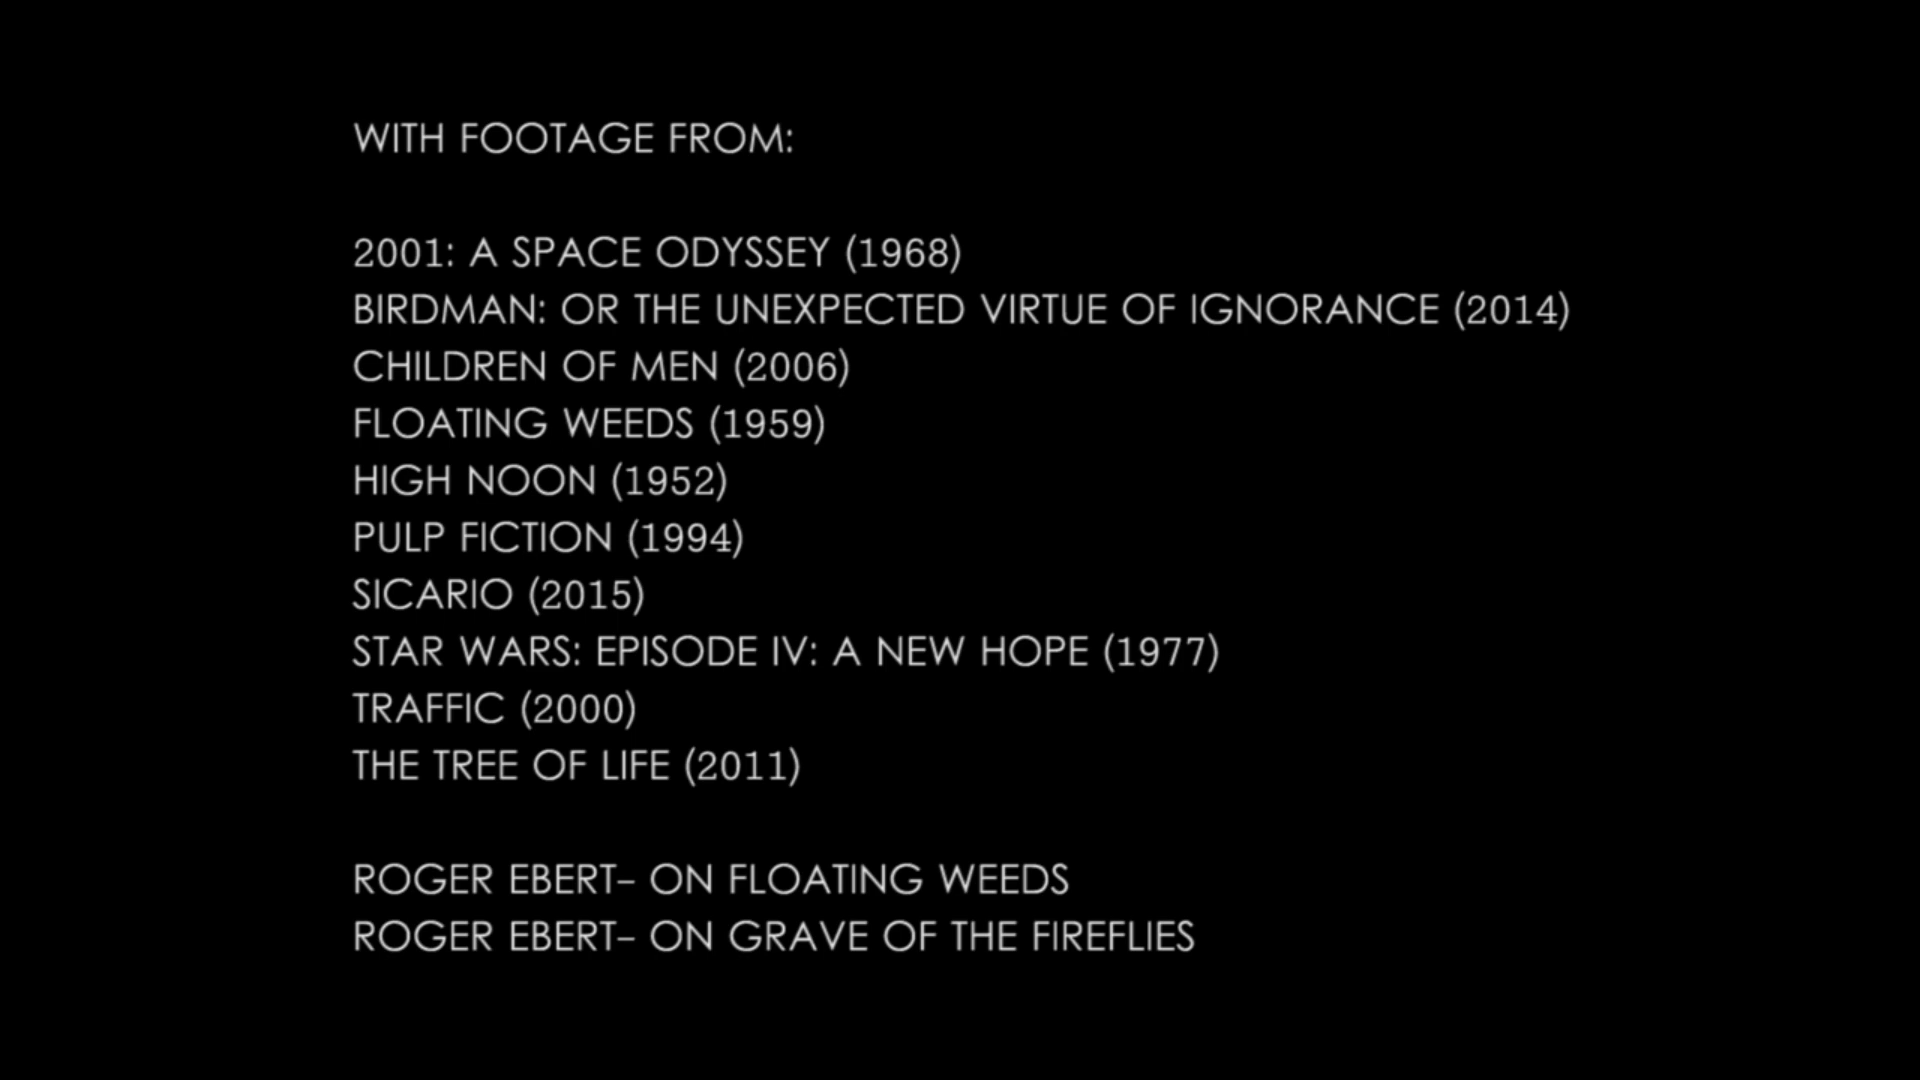 WITH FOOTAGE FROM:
2001: A SPACE ODYSSEY (1968)
BIRDMAN: OR THE UNEXPECTED VIRTUE OF IGNORANCE (2014)
CHILDREN OF MEN (2006)
FLOATING WEEDS (1959)
HIGH NOON (1952)
PULP FICTION (1994)
SICARIO (2015)
STAR WARS: EPISODE IV: A NEW HOPE (1977)
TRAFFIC (2000)
THE TREE OF LIFE (2011)
ROGER EBERT– ON FLOATING WEEDS
ROGER EBERT– ON GRAVE OF THE FIREFLIES